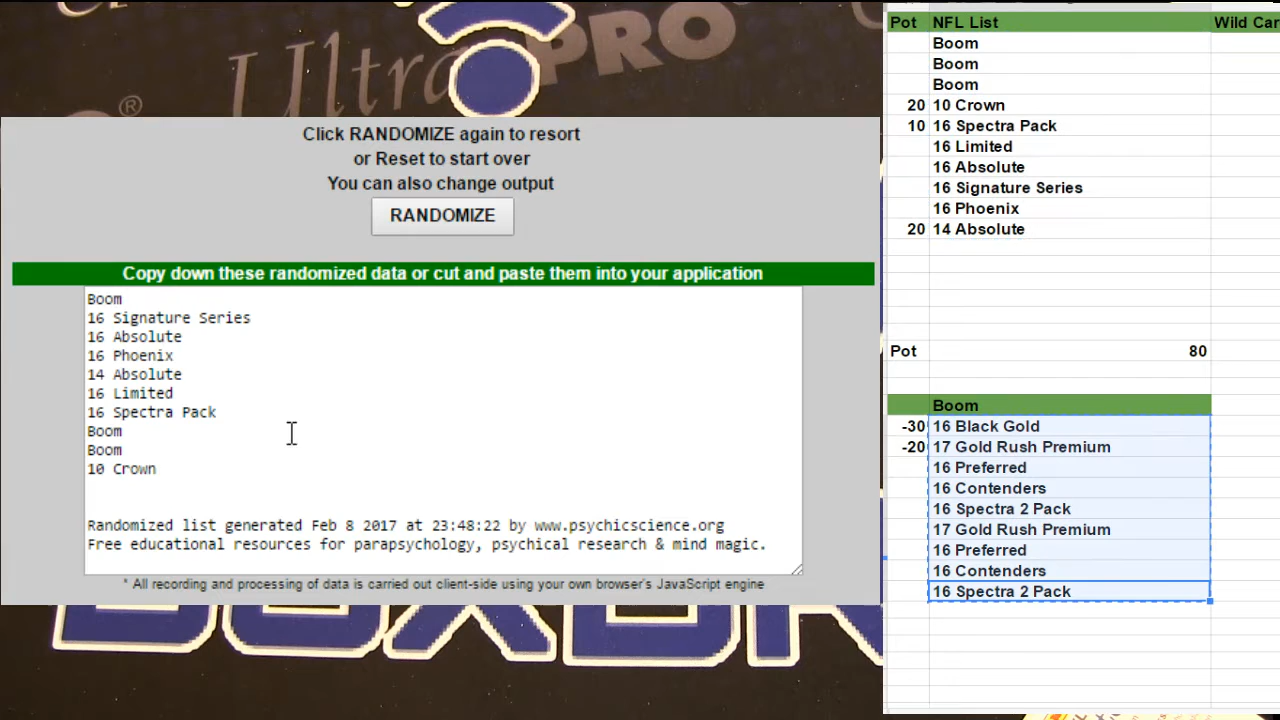 Ultra PRO
®
Click RANDOMIZE again to resort
or Reset to start over
You can also change output
RANDOMIZE
Copy down these randomized data or cut and paste them into your application
Boom
16 Signature Series
16 Absolute
16 Phoenix
14 Absolute
16 Limited
16 Spectra Pack
Boom
Boom
10 Crown
Randomized list generated Feb 8 2017 at 23:48:22 by www.psychicscience.org
Free educational resources for parapsychology, psychical research & mind magic.
* All recording and processing of data is carried out client-side using your own browser's JavaScript engine
Pot NFL List Wild Car
Boom
Boom
Boom
20 10 Crown
10 16 Spectra Pack
16 Limited
16 Absolute
16 Signature Series
16 Phoenix
20 14 Absolute
Pot 80
Boom
-30 16 Black Gold
-20 17 Gold Rush Premium
16 Preferred
16 Contenders
16 Spectra 2 Pack
17 Gold Rush Premium
16 Preferred
16 Contenders
16 Spectra 2 Pack